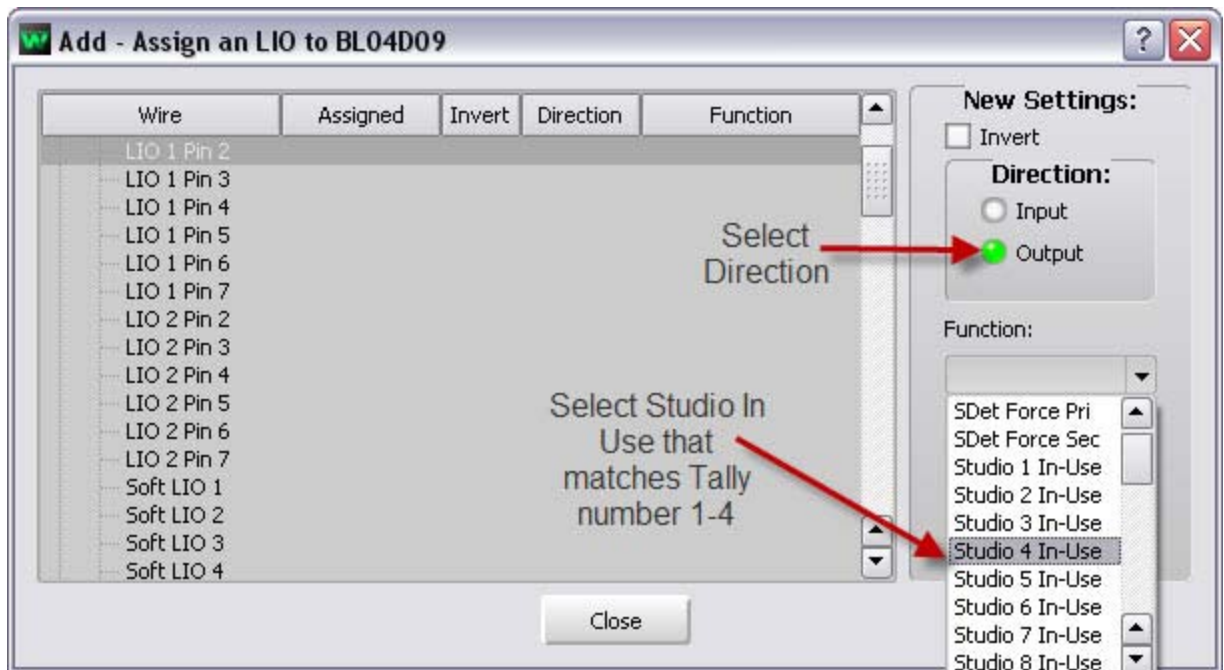 Add - Assign an LIO to BL04D09
Wire Assigned Invert Direction Function
LIO 1 Pin 2
LIO 1 Pin 3
LIO 1 Pin 4
LIO 1 Pin 5
LIO 1 Pin 6
LIO 1 Pin 7
LIO 2 Pin 2
LIO 2 Pin 3
LIO 2 Pin 4
LIO 2 Pin 5
LIO 2 Pin 6
LIO 2 Pin 7
Soft LIO 1
Soft LIO 2
Soft LIO 3
Soft LIO 4
Select
Direction
Select Studio In
Use that
matches Tally
number 1-4
Close
New Settings:
Invert
Direction:
Input
Output
Function:
SDet Force Pri
SDet Force Sec
Studio 1 In-Use
Studio 2 In-Use
Studio 3 In-Use
Studio 4 In-Use
Studio 5 In-Use
Studio 6 In-Use
Studio 7 In-Use
Studio 8 In-Use